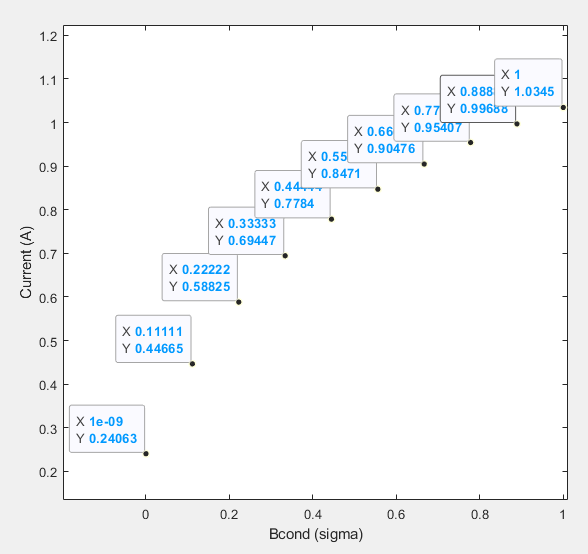 1.2
1.1
1
0.9
0.8
0.7
0.6
0.5
0.4
0.3
0.2
Current (A)
X 1
Y 1.0345
X 0.888
Y 0.99688
X 0.77
Y 0.95407
X 0.66
Y 0.90476
X 0.55
Y 0.8471
X
Y 0.7784
X 0.33333
Y 0.69447
X 0.22222
Y 0.58825
X 0.11111
Y 0.44665
X 1e-09
Y 0.24063
0
0.2
0.4
0.6
0.8
1
Bcond (sigma)